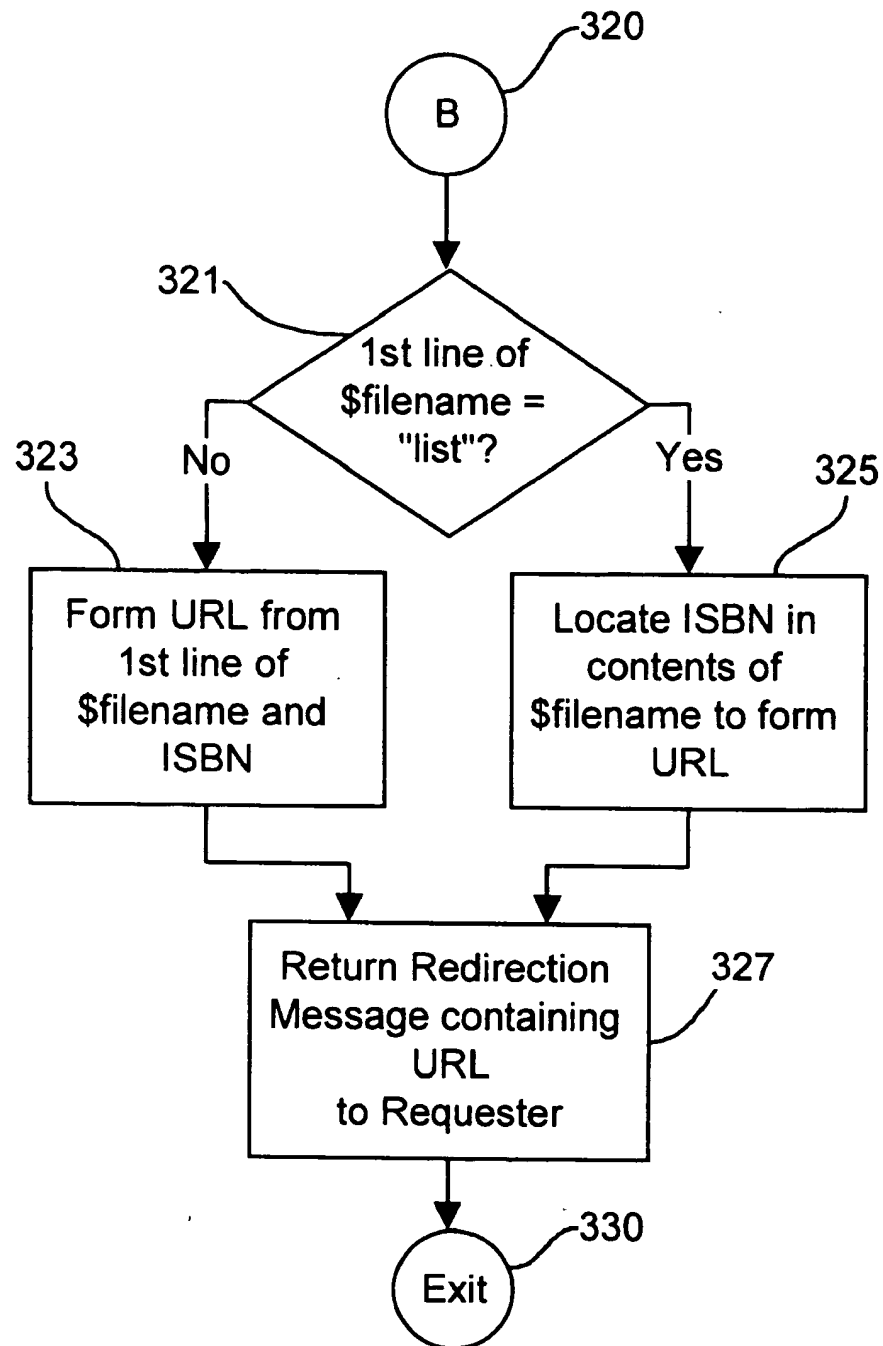 320
B
321
1st line of
$filename =
"list"?
323
No
Yes
325
Form URL from
1st line of
$filename and
ISBN
Locate ISBN in
contents of
$filename to form
URL
Return Redirection
Message containing
URL
to Requester
327
330
Exit